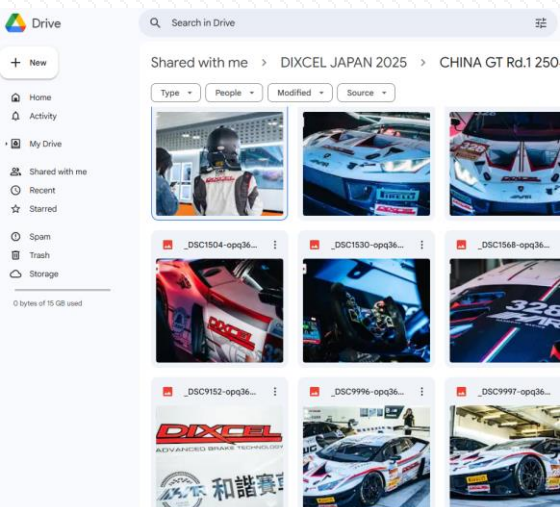 Drive
Search in Drive
New
Shared with me > DIXCEL JAPAN 2025 > CHINA GT Rd.1 250
Type
People
Modified
Source
Home
Activity
My Drive
Shared with me
Recent
Starred
Spam
Trash
Storage
0 bytes of 15 GB used
328
_DSC1504-opq36...
_DSC1530-opq36...
_DSC1568-opq36...
DIXCEL
328
_DSC9152-opq36...
_DSC9996-opq36...
_DSC9997-opq36...
DIXCEL
ADVANCED BRAKE TECHNOLOGY
和諧賽車